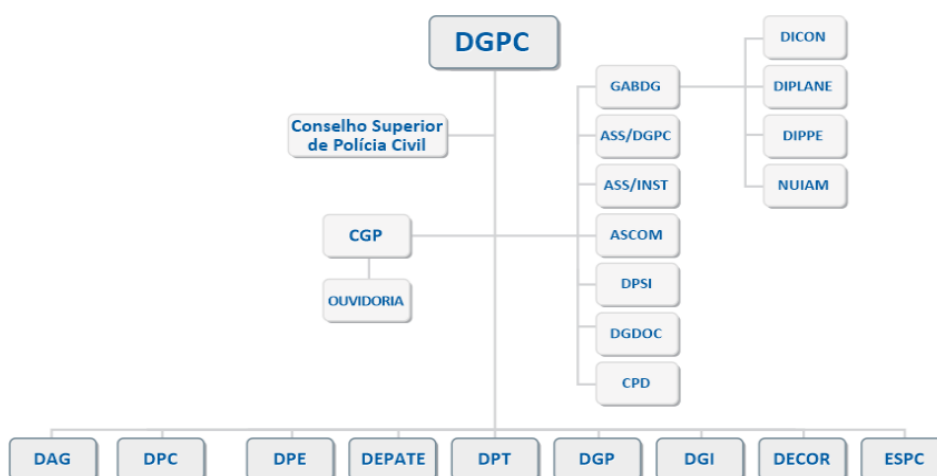 DGPC
DICON
GABDG
DIPLANE
Conselho Superior
de Polícia Civil
ASS/DGPC
DIPPE
ASS/INST
NUIAM
CGP
ASCOM
OUVIDORIA
DPSI
DGDOC
CPD
DAG
DPC
DPE
DEPATE
DPT
DGP
DGI
DECOR
ESPC